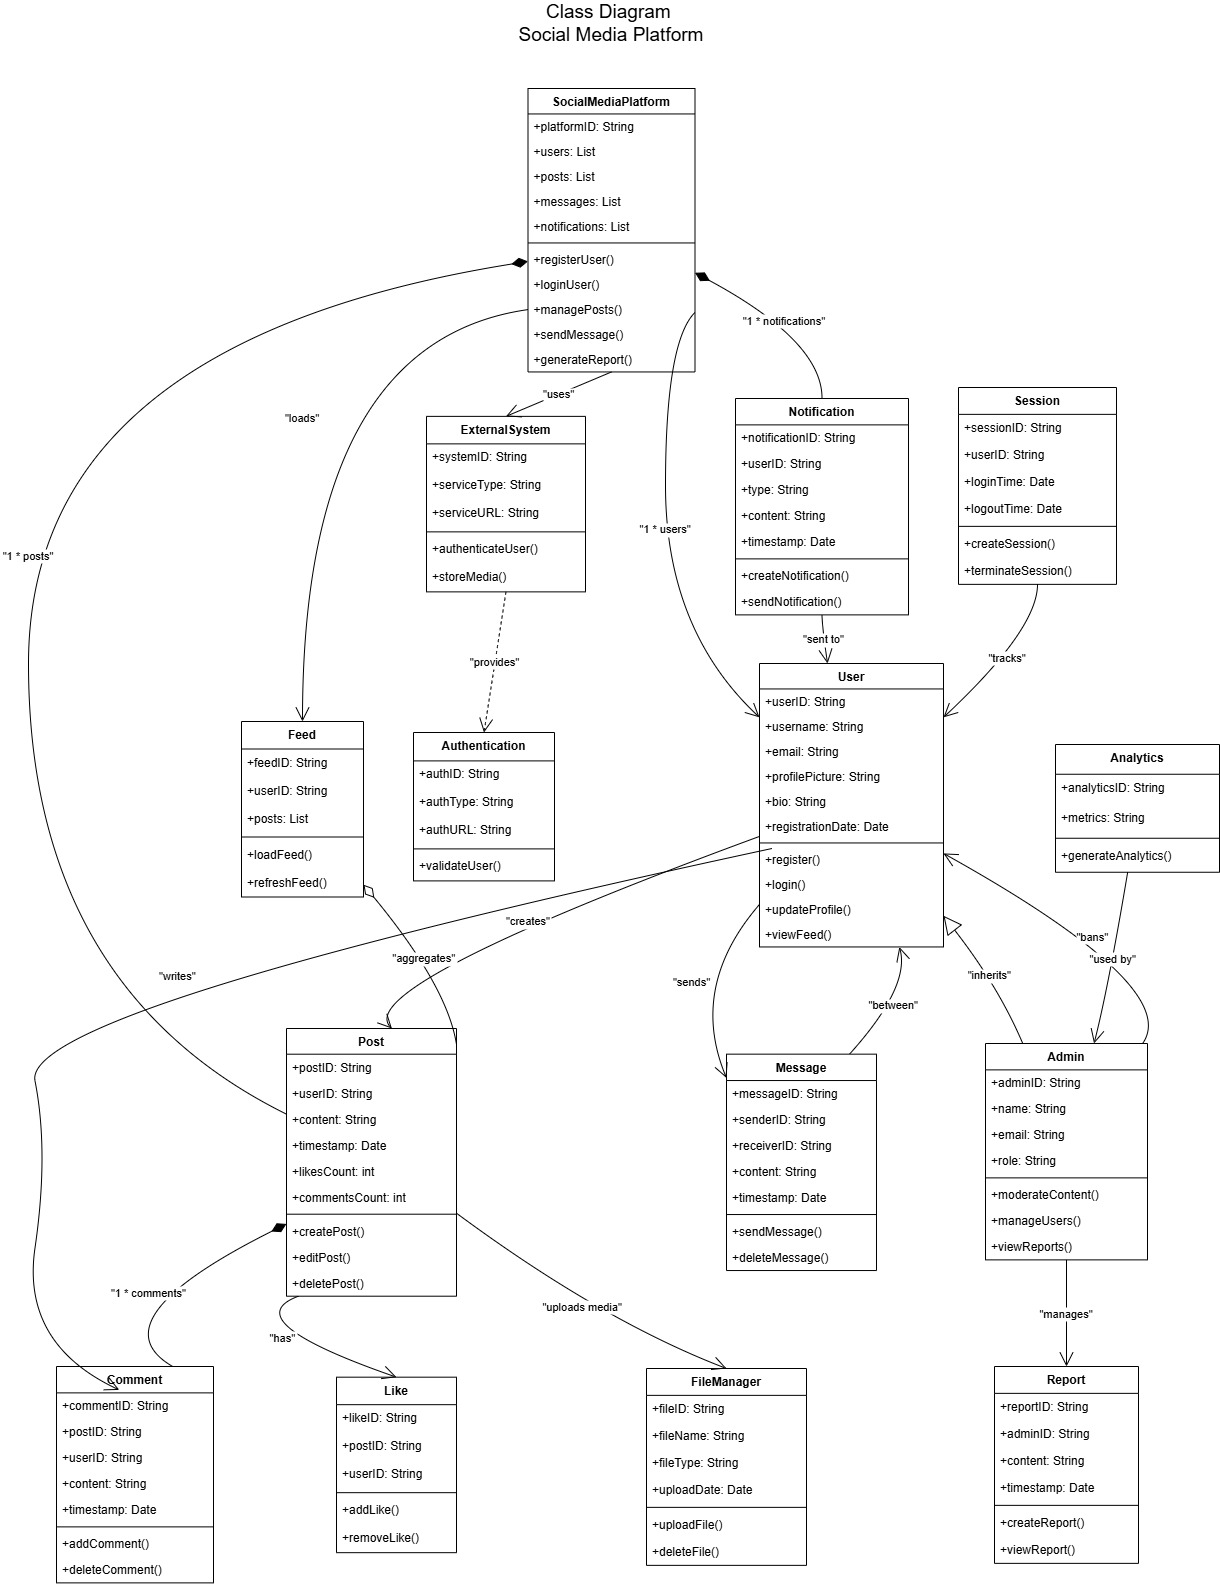 Class Diagram
Social Media Platform
SocialMediaPlatform
+platformID: String
+users: List
+posts: List
+messages: List
+notifications: List
+registerUser()
+loginUser()
+managePosts()
+sendMessage()
+generateReport()
"1 * notifications"
"uses"
"loads"
"1 * users"
"1 * posts"
ExternalSystem
+systemID: String
+serviceType: String
+serviceURL: String
+authenticateUser()
+storeMedia()
Notification
+notificationID: String
+userID: String
+type: String
+content: String
+timestamp: Date
+createNotification()
+sendNotification()
Session
+sessionID: String
+userID: String
+loginTime: Date
+logoutTime: Date
+createSession()
+terminateSession()
"provides"
"sent to"
"tracks"
Feed
+feedID: String
+userID: String
+posts: List
+loadFeed()
+refreshFeed()
Authentication
+authID: String
+authType: String
+authURL: String
+validateUser()
User
+userID: String
+username: String
+email: String
+profilePicture: String
+bio: String
+registrationDate: Date
+register()
+login()
+updateProfile()
+viewFeed()
Analytics
+analyticsID: String
+metrics: String
+generateAnalytics()
"creates"
"aggregates"
"writes"
"sends"
"between"
"inherits"
"bans"
"used by"
Post
+postID: String
+userID: String
+content: String
+timestamp: Date
+likesCount: int
+commentsCount: int
+createPost()
+editPost()
+deletePost()
Message
+messageID: String
+senderID: String
+receiverID: String
+content: String
+timestamp: Date
+sendMessage()
+deleteMessage()
Admin
+adminID: String
+name: String
+email: String
+role: String
+moderateContent()
+manageUsers()
+viewReports()
"1 * comments"
"has"
"uploads media"
"manages"
Comment
+commentID: String
+postID: String
+userID: String
+content: String
+timestamp: Date
+addComment()
+deleteComment()
Like
+likeID: String
+postID: String
+userID: String
+addLike()
+removeLike()
FileManager
+fileID: String
+fileName: String
+fileType: String
+uploadDate: Date
+uploadFile()
+deleteFile()
Report
+reportID: String
+adminID: String
+content: String
+timestamp: Date
+createReport()
+viewReport()